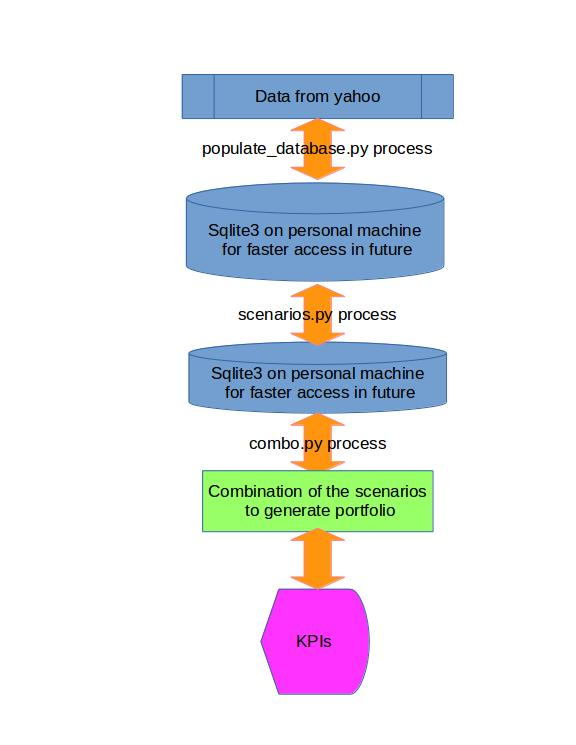 Data from yahoo
populate_database.py process
Sqlite3 on personal machine
for faster access in future
scenarios.py process
Sqlite3 on personal machine
for faster access in future
combo.py process
Combination of the scenarios
to generate portfolio
KPIs